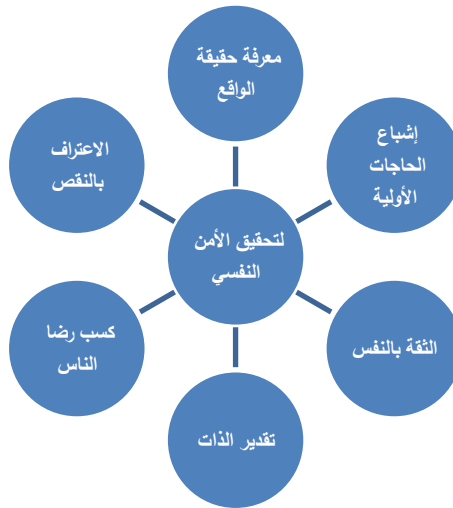 معرفة حقيقة
الواقع
إشباع
الحاجات
الأولية
الثقة بالنفس
تقدير الذات
كسب رضا
الناس
الاعتراف
بالنقص
لتحقيق الأمن
النفسي